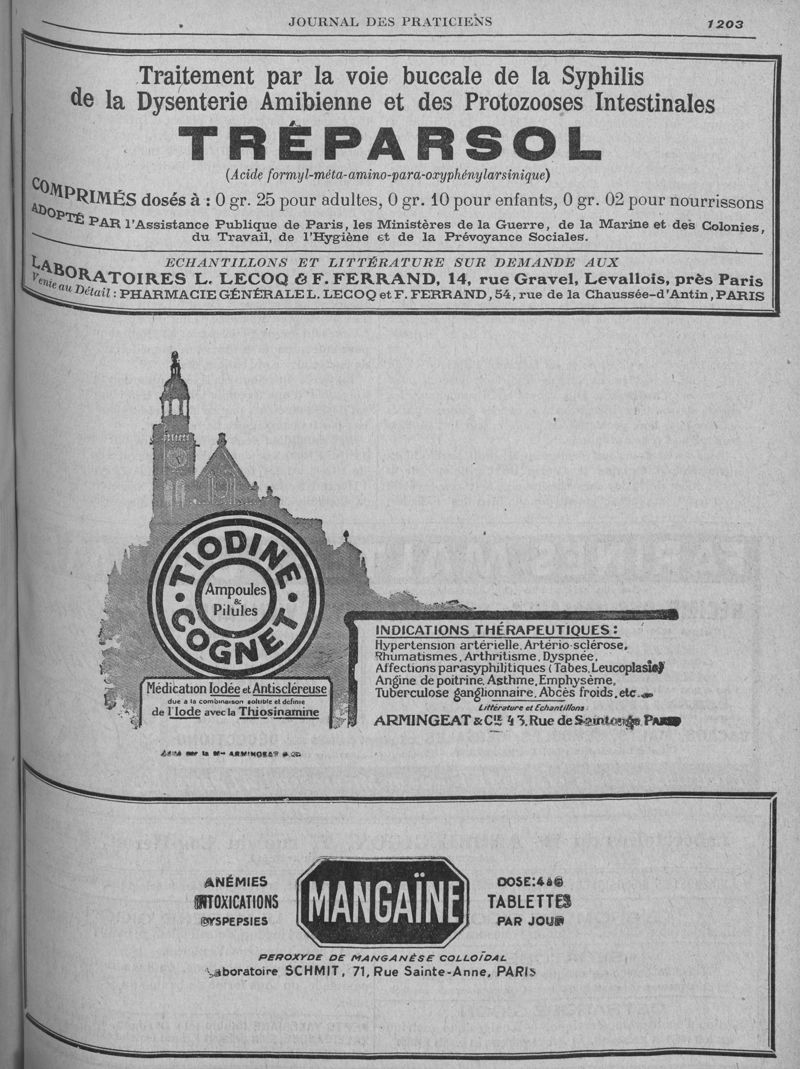 JOURNAL DES PRATICIENS
1203
Traitement par la voie buccale de la Syphilis
de la Dysenterie Amibienne et des Protozooses Intestinales
TRÉPARSOL
(Acide formyl-méta-amino-para-oxyphénylarsinique)
COMPRIMÉS dosés à : 0 gr. 25 pour adultes, 0 gr. 10 pour enfants, 0 gr. 02 pour nourrissons
ADOPTÉ PAR l'Assistance Publique de Paris, les Ministères de la Guerre, de la Marine et des Colonies,
du Travail, de l'Hygiène et de la Prévoyance Sociales.
ECHANTILLONS ET LITTÉRATURE SUR DEMANDE AUX
LABORATOIRES L. LECOQ & F. FERRAND, 14, rue Gravel, Levallois, près Paris
Vente au Détail : PHARMACIE GÉNÉRALE L. LECOQ et F. FERRAND, 54, rue de la Chaussée-d'Antin, PARIS
TIODINE
Ampoules
&
Pilules
COGNET
Médication Iodée et Antiscléreuse
due a la combinaison soluble et définie
de l'Iode avec la Thiosinamine
INDICATIONS THÉRAPEUTIQUES :
Hypertension artérielle, Artério-sclérose,
Rhumatismes, Arthritisme, Dyspnée,
Affections parasyphilitiques (Tabes, Leucoplasie)
Angine de poitrine, Asthme, Emphysème,
Tuberculose ganglionnaire, Abcès froids, etc.
Littérature et Echantillons :
ARMINGEAT & Cie 43, Rue de Saintonge, PARIS
ANÉMIES
INTOXICATIONS
DYSPEPSIES
MANGAÏNE
DOSE: 4 à 6
TABLETTES
PAR JOUR
PEROXYDE DE MANGANÈSE COLLOÏDAL
Laboratoire SCHMIT, 71, Rue Sainte-Anne, PARIS